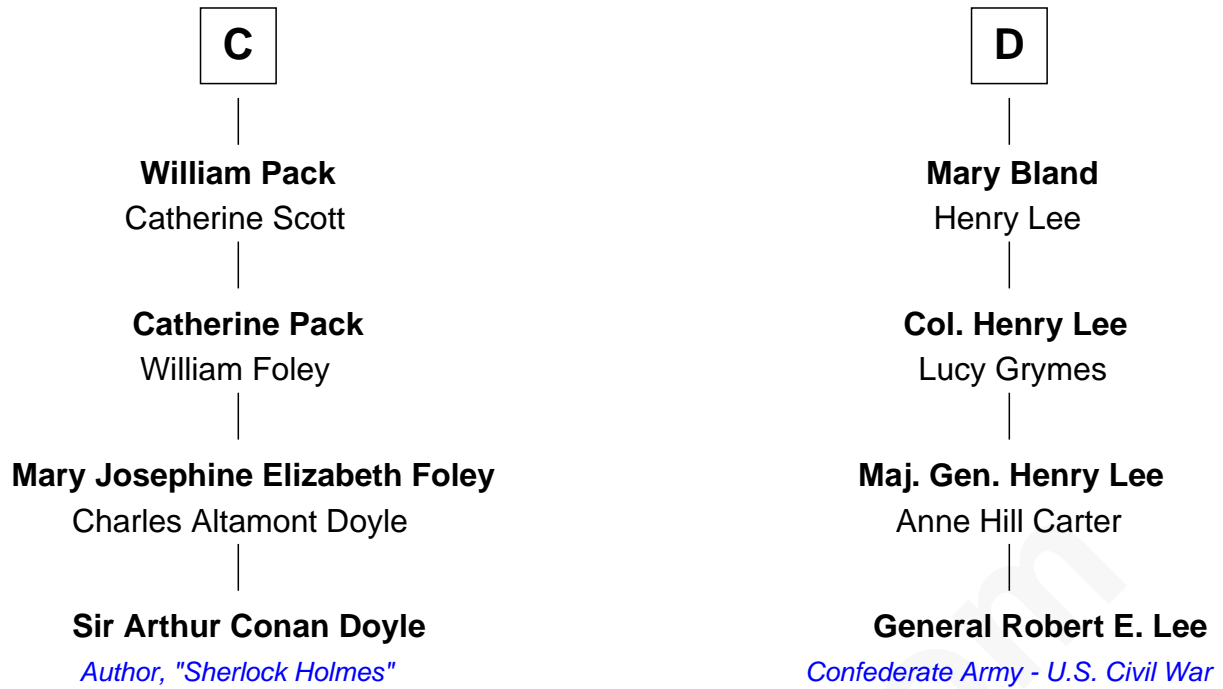 C
William Pack
Catherine Scott
Catherine Pack
William Foley
Mary Josephine Elizabeth Foley
Charles Altamont Doyle
Sir Arthur Conan Doyle
Author, "Sherlock Holmes"
D
Mary Bland
Henry Lee
Col. Henry Lee
Lucy Grymes
Maj. Gen. Henry Lee
Anne Hill Carter
General Robert E. Lee
Confederate Army - U.S. Civil War